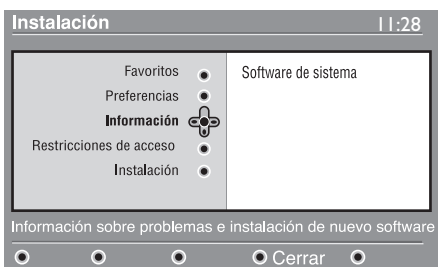 Instalación 11:28
Favoritos
Preferencias
Información
Restricciones de acceso
Instalación
Software de sistema
Información sobre problemas e instalación de nuevo software
Cerrar